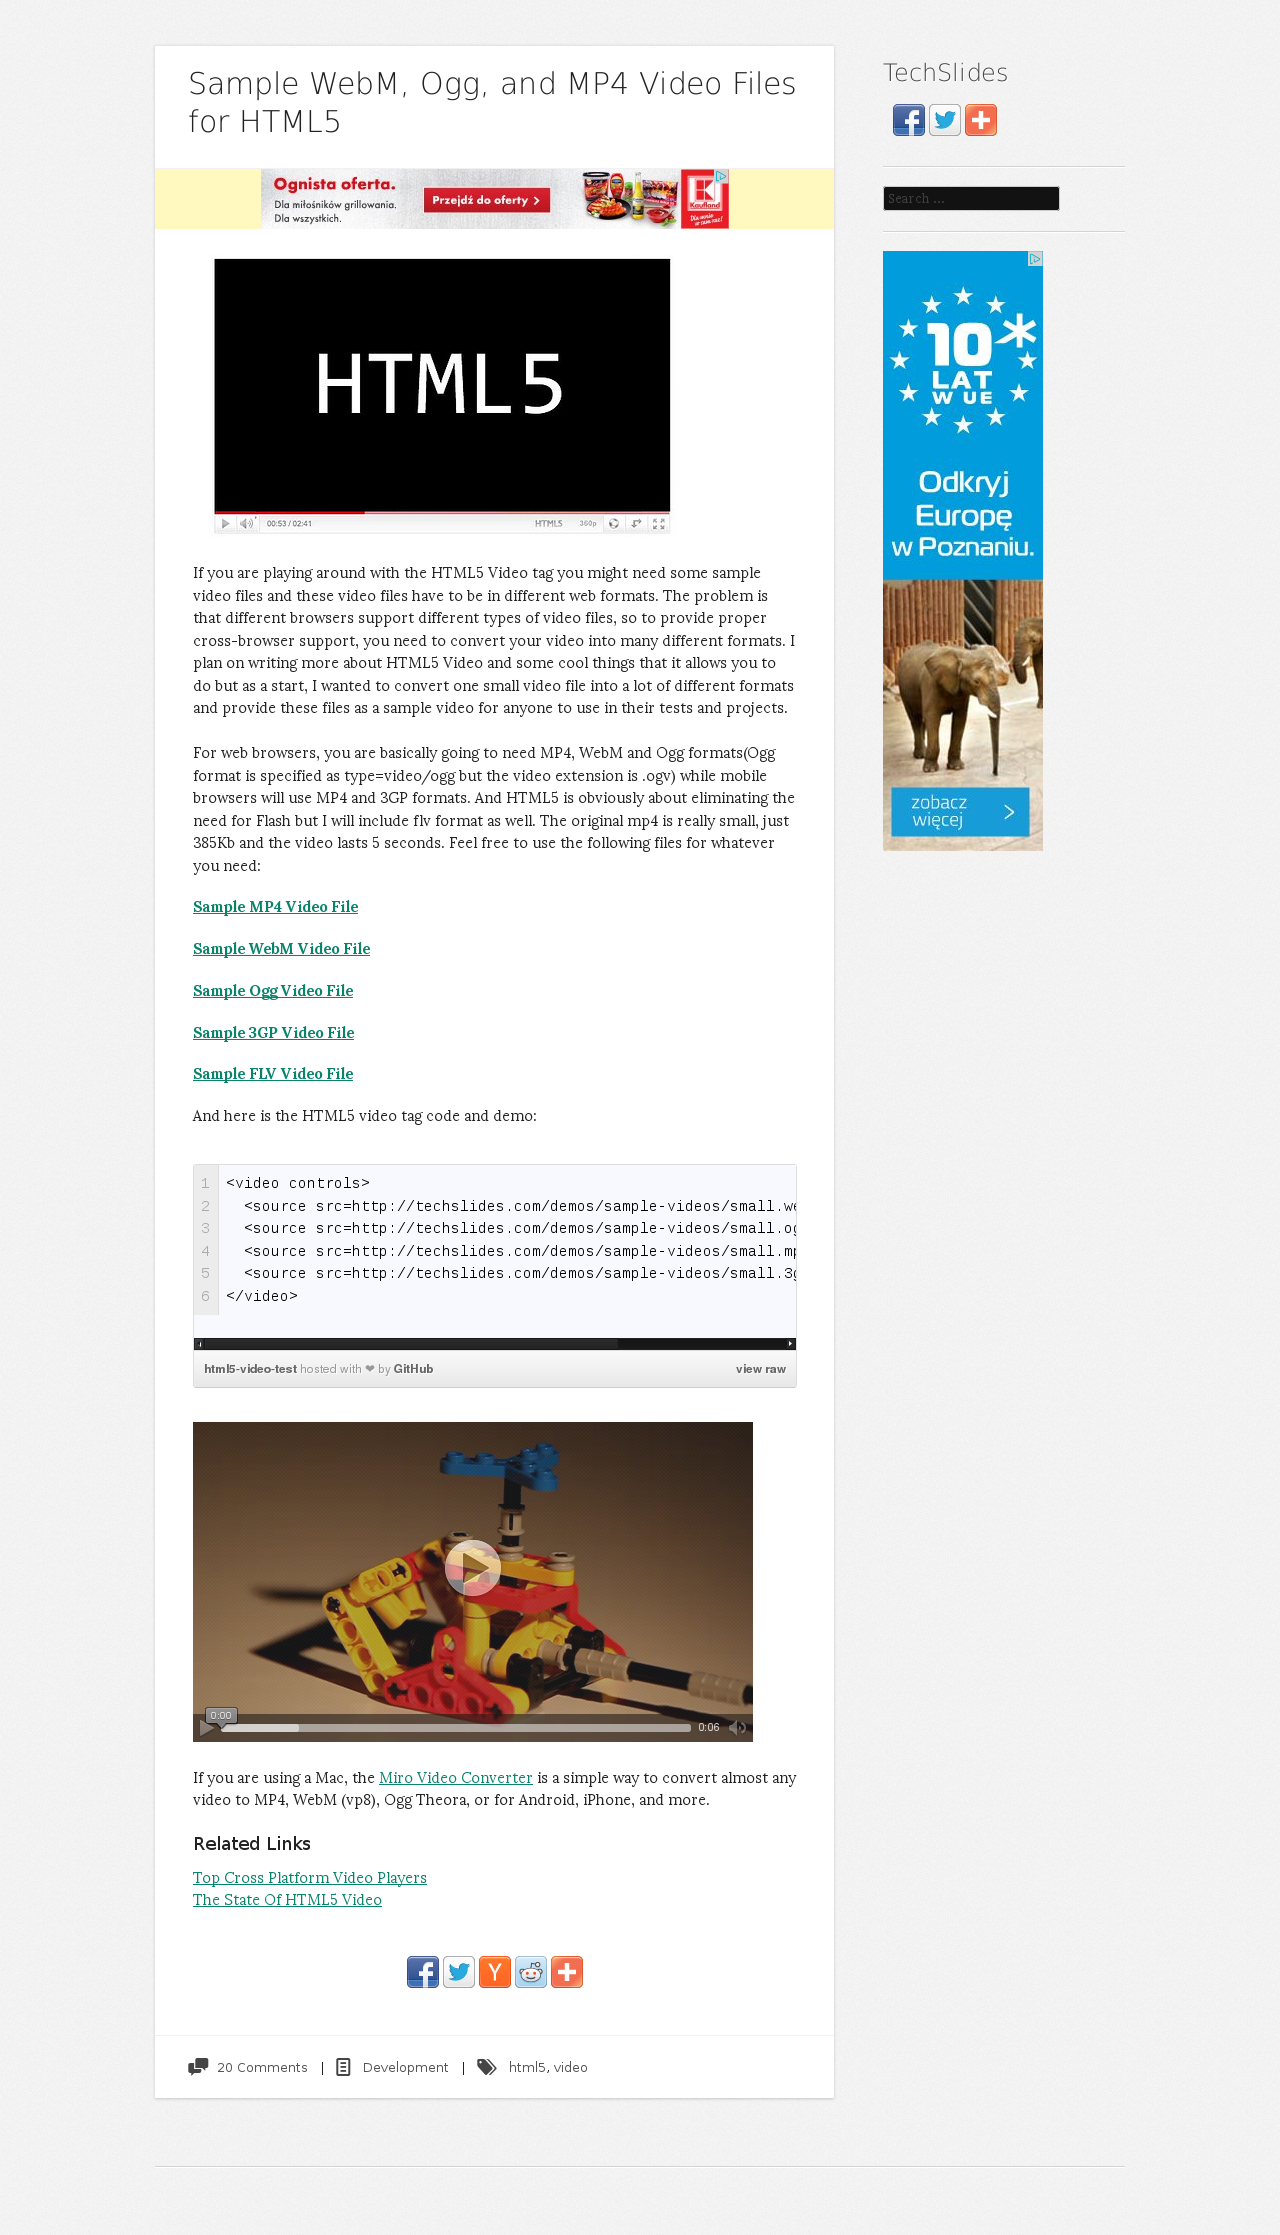 Sample WebM, Ogg, and MP4 Video Files
for HTML5
TechSlides
Search ...
Ognista oferta.
Dla miłośników grillowania.
Dla wszystkich.
Przejdź do oferty
Kaufland
HTML5
00:53 / 02:41
HTML5
360p
10*
LAT
W UE
Odkryj
Europę
w Poznaniu.
zobacz
więcej
If you are playing around with the HTML5 Video tag you might need some sample
video files and these video files have to be in different web formats. The problem is
that different browsers support different types of video files, so to provide proper
cross-browser support, you need to convert your video into many different formats. I
plan on writing more about HTML5 Video and some cool things that it allows you to
do but as a start, I wanted to convert one small video file into a lot of different formats
and provide these files as a sample video for anyone to use in their tests and projects.
For web browsers, you are basically going to need MP4, WebM and Ogg formats(Ogg
format is specified as type=video/ogg but the video extension is .ogv) while mobile
browsers will use MP4 and 3GP formats. And HTML5 is obviously about eliminating the
need for Flash but I will include flv format as well. The original mp4 is really small, just
385Kb and the video lasts 5 seconds. Feel free to use the following files for whatever
you need:
Sample MP4 Video File
Sample WebM Video File
Sample Ogg Video File
Sample 3GP Video File
Sample FLV Video File
And here is the HTML5 video tag code and demo:
1 <video controls>
2 <source src=http://techslides.com/demos/sample-videos/small.we
3 <source src=http://techslides.com/demos/sample-videos/small.og
4 <source src=http://techslides.com/demos/sample-videos/small.mp
5 <source src=http://techslides.com/demos/sample-videos/small.3g
6 </video>
html5-video-test hosted with ❤ by GitHub
view raw
0:00
0:06
If you are using a Mac, the Miro Video Converter is a simple way to convert almost any
video to MP4, WebM (vp8), Ogg Theora, or for Android, iPhone, and more.
Related Links
Top Cross Platform Video Players
The State Of HTML5 Video
20 Comments | Development | html5, video